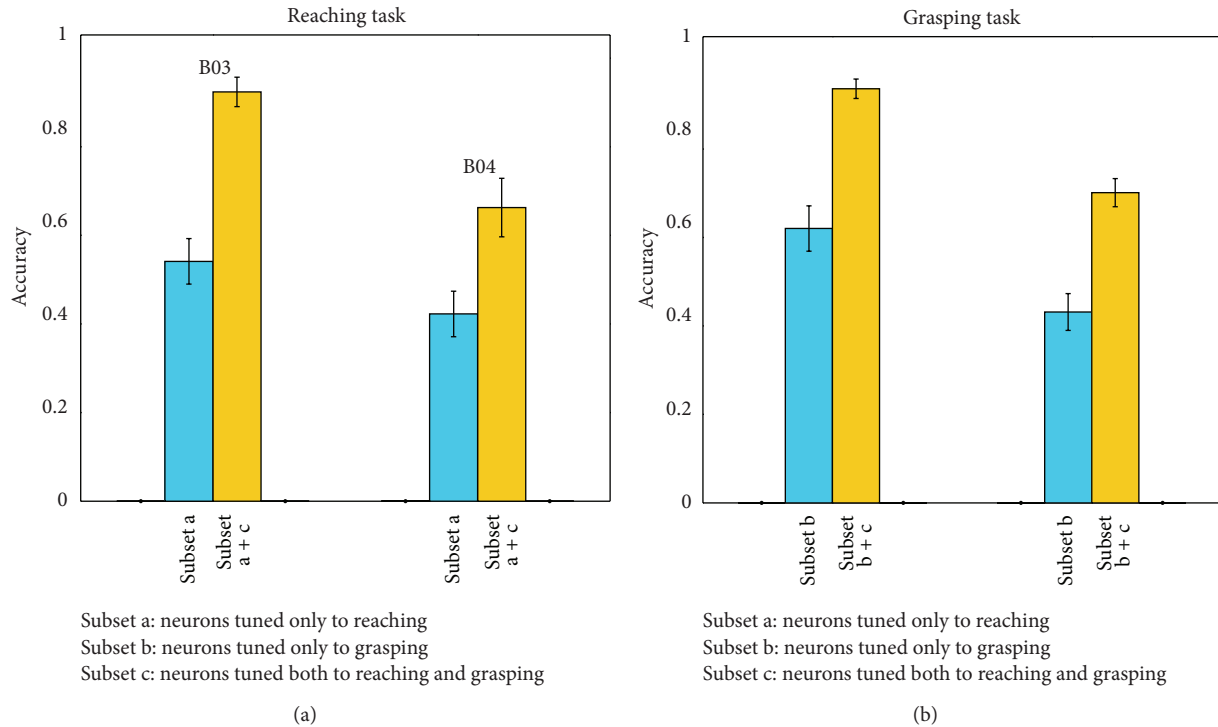 Reaching task
1
0.8
0.6
0.4
0.2
0
Accuracy
B03
B04
Subset a
Subset
a + c
Subset a
Subset
a + c
Subset a: neurons tuned only to reaching
Subset b: neurons tuned only to grasping
Subset c: neurons tuned both to reaching and grasping
(a)
Grasping task
1
0.8
0.6
0.4
0.2
0
Accuracy
Subset b
Subset
b + c
Subset b
Subset
b + c
Subset a: neurons tuned only to reaching
Subset b: neurons tuned only to grasping
Subset c: neurons tuned both to reaching and grasping
(b)